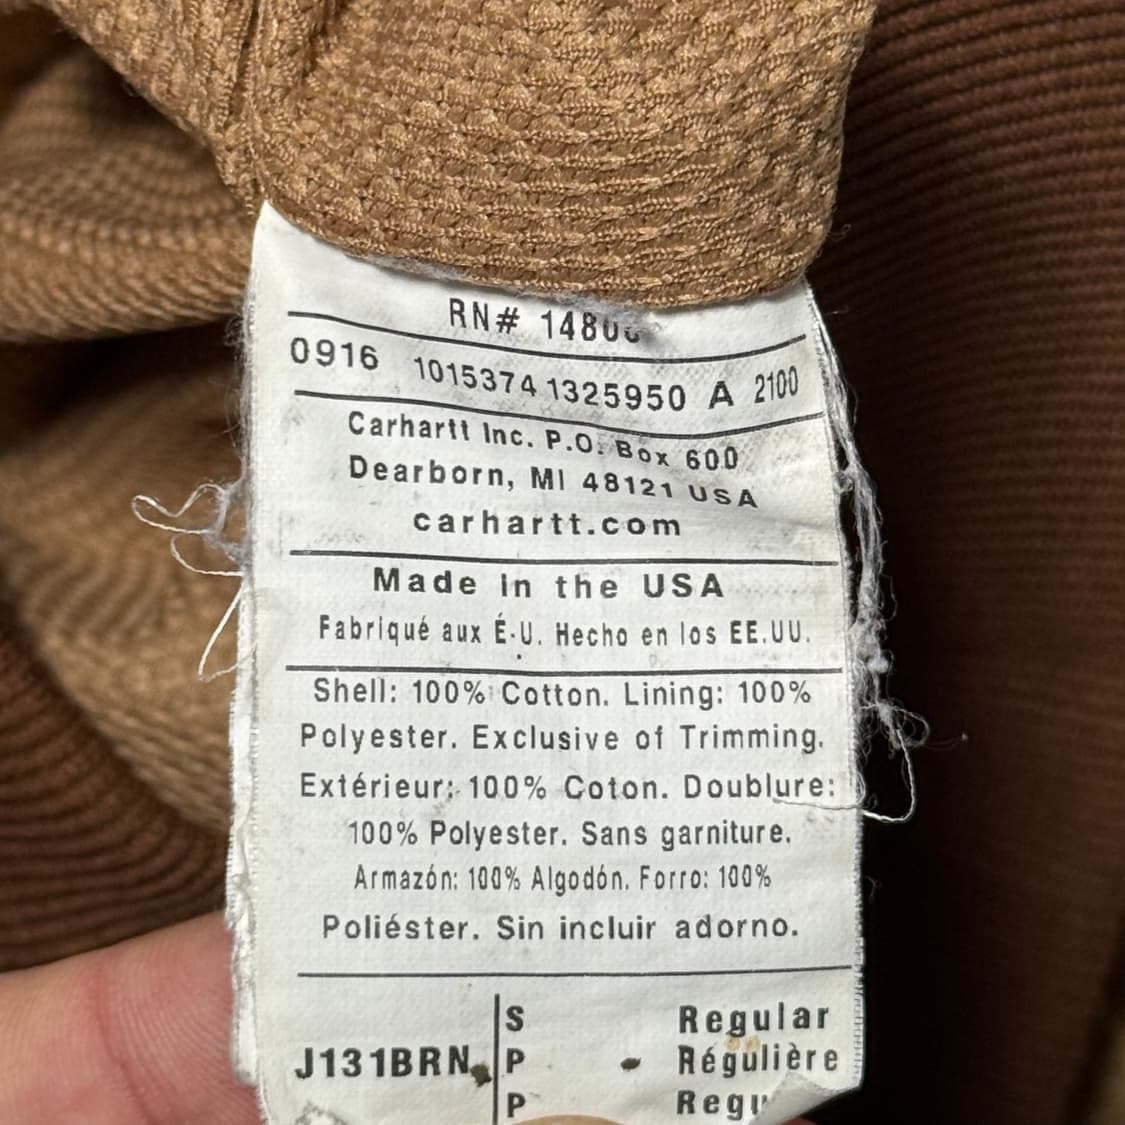 RN# 14806
0916 1015374 1325950 A 2100
Carhartt Inc. P.O. Box 600
Dearborn, MI 48121 USA
carhartt.com
Made in the USA
Fabriqué aux É-U. Hecho en los EE.UU.
Shell: 100% Cotton. Lining: 100%
Polyester. Exclusive of Trimming.
Extérieur: 100% Coton. Doublure:
100% Polyester. Sans garniture.
Armazón: 100% Algodón. Forro: 100%
Poliéster. Sin incluir adorno.
S Regular
J131BRN P - Régulière
P